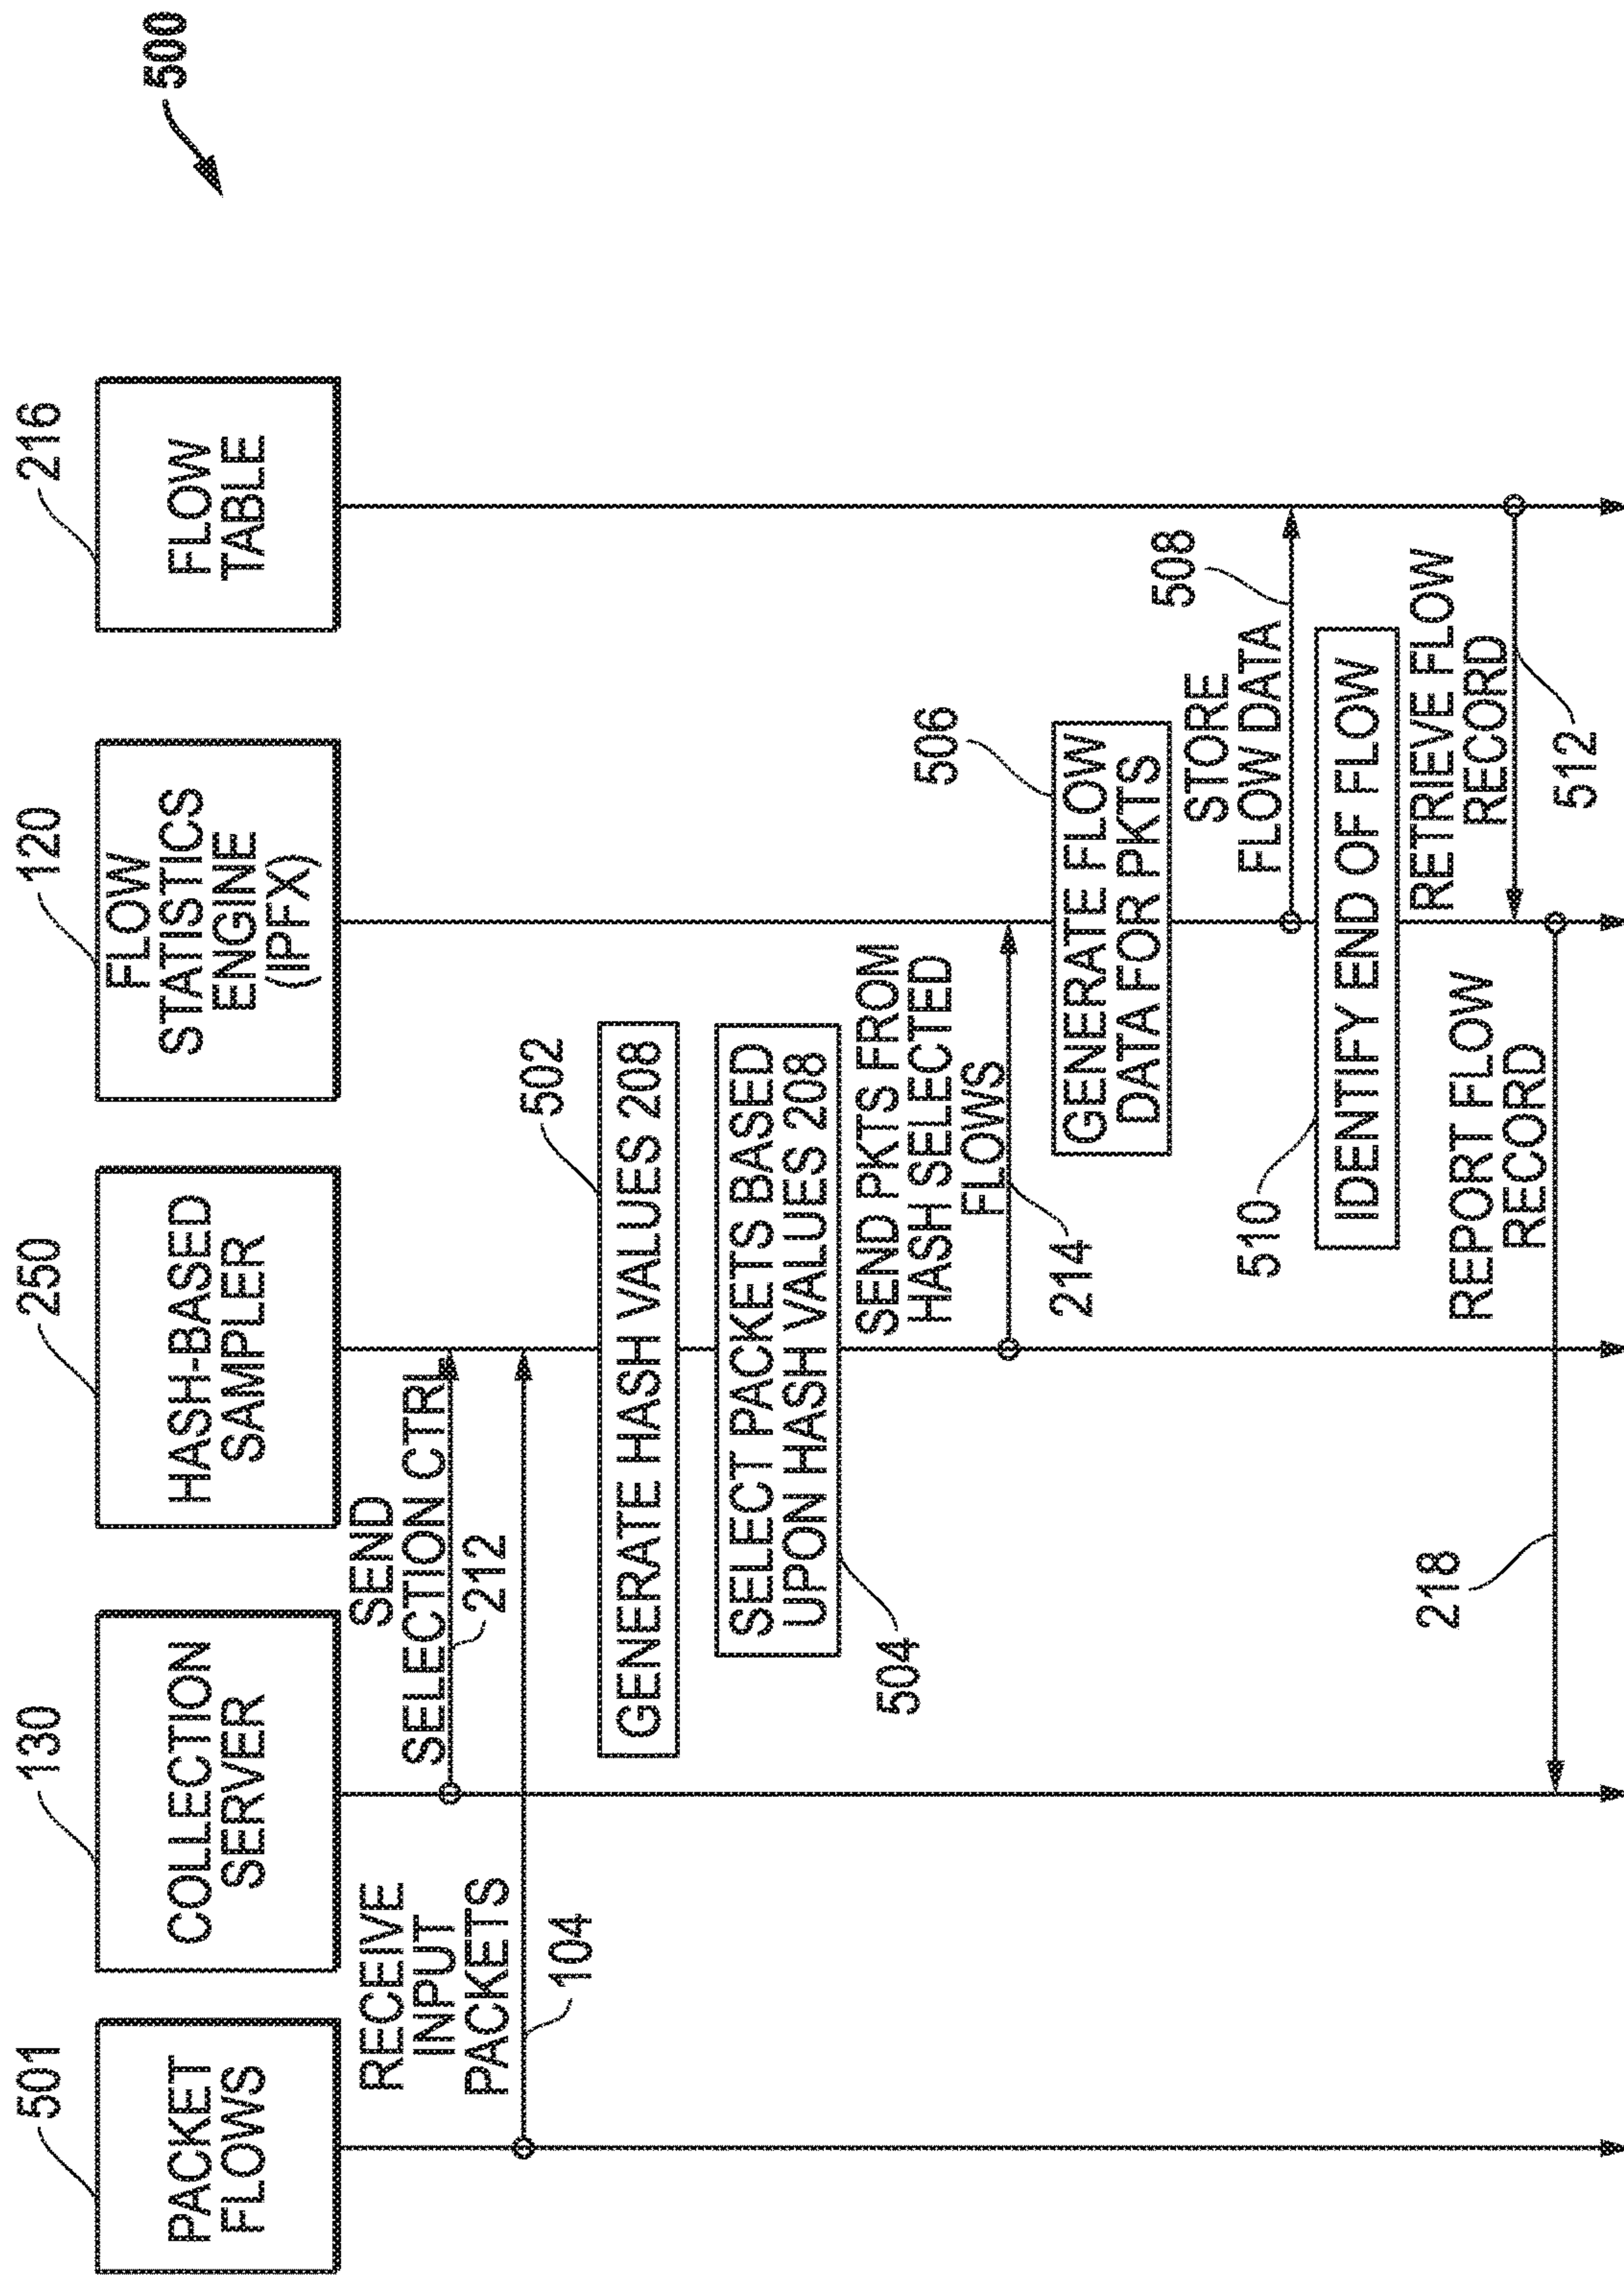 500
501
PACKET
FLOWS
130
COLLECTION
SERVER
250
HASH-BASED
SAMPLER
120
FLOW
STATISTICS
ENGINE
(IPFX)
216
FLOW
TABLE
SEND
SELECTION CTRL
212
RECEIVE
INPUT
PACKETS
104
502
GENERATE HASH VALUES 208
SELECT PACKETS BASED
UPON HASH VALUES 208
504
SEND PKTS FROM
HASH SELECTED
FLOWS
214
506
GENERATE FLOW
DATA FOR PKTS
STORE
FLOW DATA
508
510
IDENTIFY END OF FLOW
RETRIEVE FLOW
RECORD
512
REPORT FLOW
RECORD
218